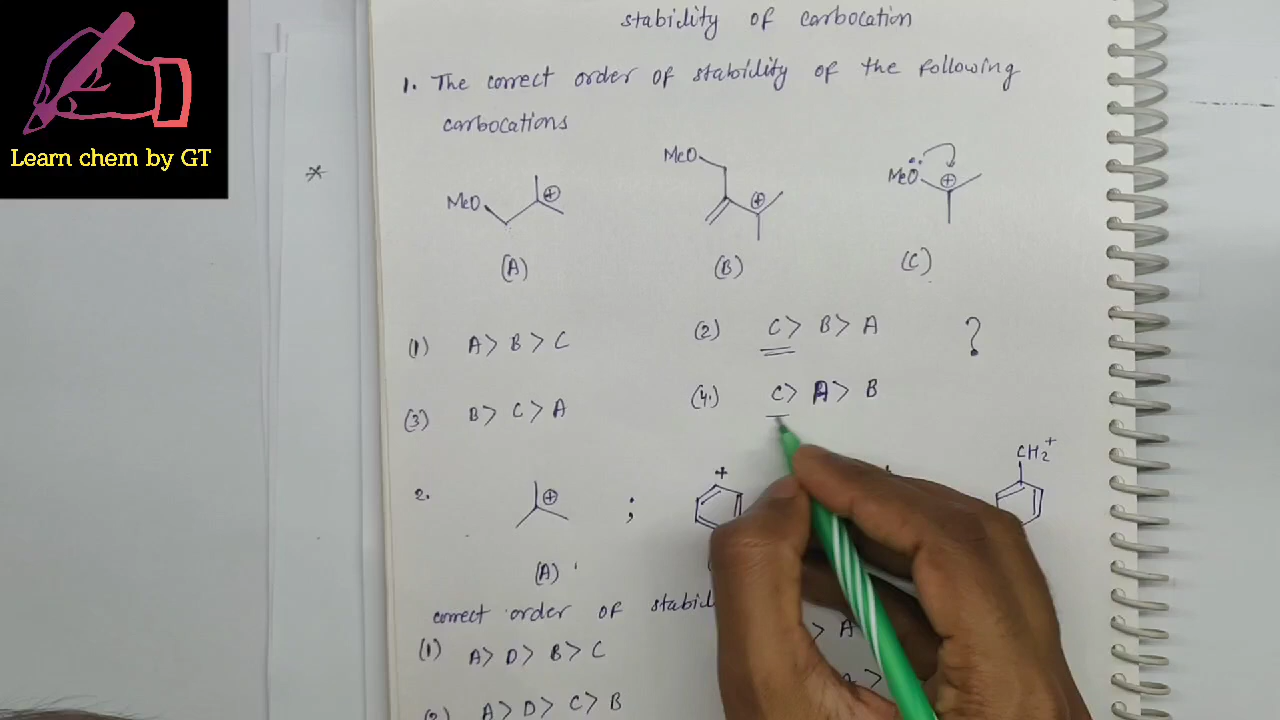 Learn chem by GT
stability of carbocation
1. The correct order of stability of the following
carbocations
MeO ⊕ MeO ⊕ MeO ⊕
(A) (B) (C)
(1) A > B > C (2) C > B > A ?
(3) B > C > A (4.) C > A > B
*
2. ⊕ ; + CH2+
(A)
correct order of
(1) A > D > B > C > A
A > D > C > B A >